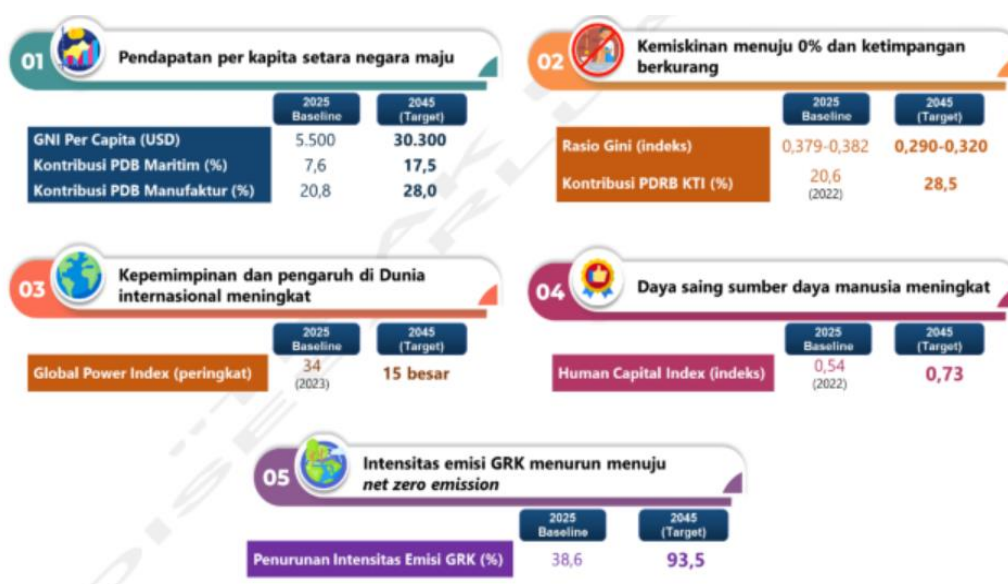 01
Pendapatan per kapita setara negara maju
2025
Baseline
2045
(Target)
GNI Per Capita (USD) 5.500 30.300
Kontribusi PDB Maritim (%) 7,6 17,5
Kontribusi PDB Manufaktur (%) 20,8 28,0
02
Kemiskinan menuju 0% dan ketimpangan
berkurang
2025
Baseline
2045
(Target)
Rasio Gini (indeks) 0,379-0,382 0,290-0,320
Kontribusi PDRB KTI (%) 20,6 28,5
(2022)
03
Kepemimpinan dan pengaruh di Dunia
internasional meningkat
2025
Baseline
2045
(Target)
Global Power Index (peringkat) 34 15 besar
(2023)
04
Daya saing sumber daya manusia meningkat
2025
Baseline
2045
(Target)
Human Capital Index (indeks) 0,54 0,73
(2022)
05
Intensitas emisi GRK menurun menuju
net zero emission
2025
Baseline
2045
(Target)
Penurunan Intensitas Emisi GRK (%) 38,6 93,5